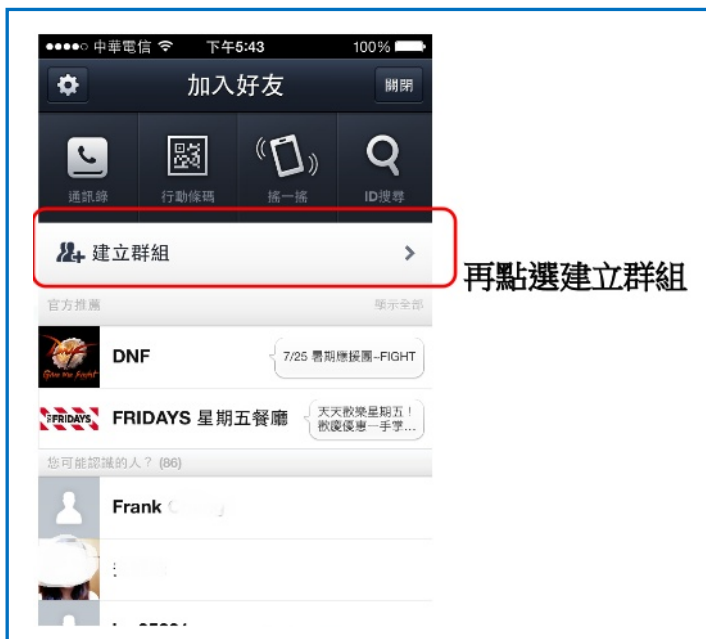 中華電信 下午5:43 100%
加入好友 關閉
通訊錄 行動條碼 搖一搖 ID搜尋
建立群組
再點選建立群組
官方推薦 顯示全部
DNF 7/25 暑期應援團~FIGHT
Give me Fight
FRIDAYS
FRIDAYS 星期五餐廳
天天歡樂星期五！
歡慶優惠一手掌...
您可能認識的人？(86)
Frank